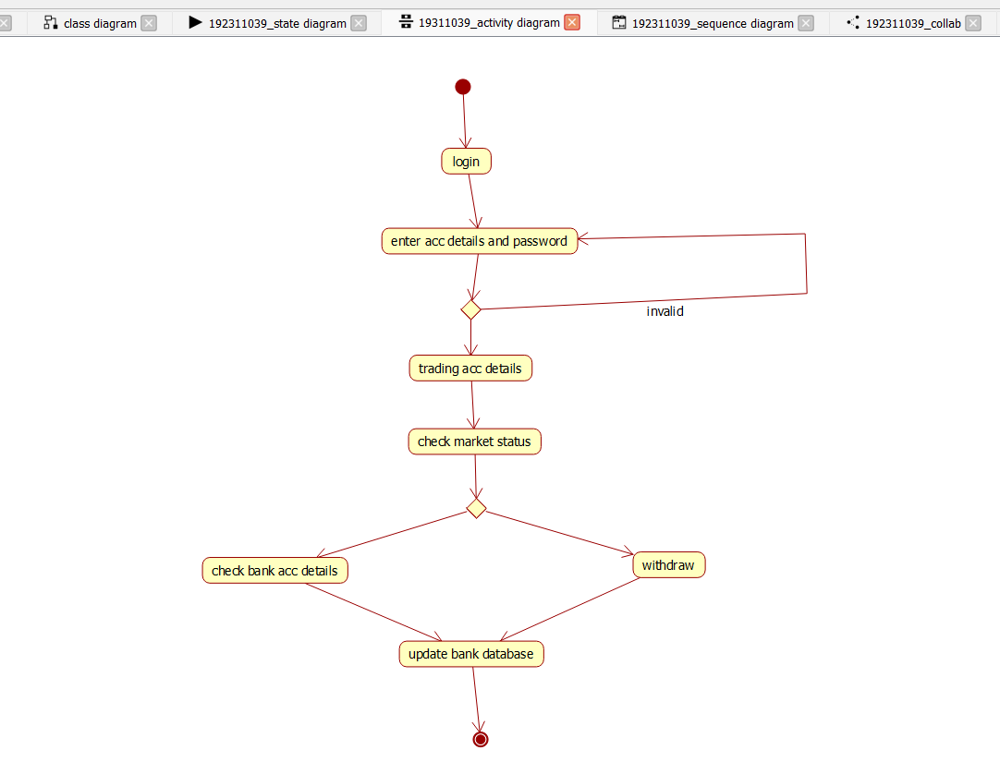 class diagram
192311039_state diagram
19311039_activity diagram
192311039_sequence diagram
192311039_collab
login
enter acc details and password
invalid
trading acc details
check market status
check bank acc details
withdraw
update bank database